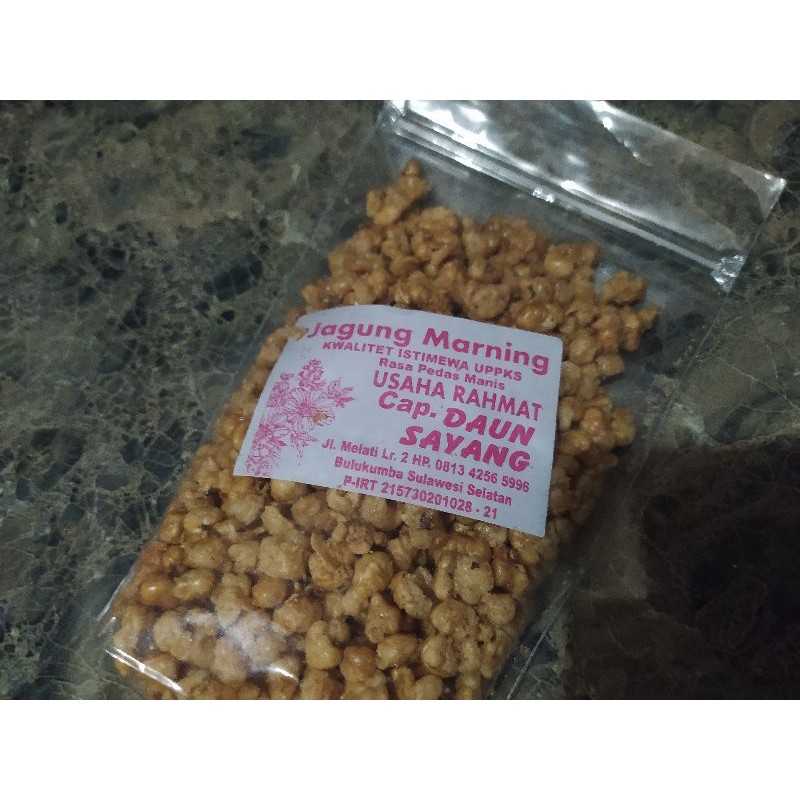 Jagung Marning
KWALITET ISTIMEWA UPPKS
Rasa Pedas Manis
USAHA RAHMAT
Cap. DAUN
SAYANG
Jl. Melati Lr. 2 HP. 0813 4256 5996
Bulukumba Sulawesi Selatan
P-IRT 215730201028 - 21